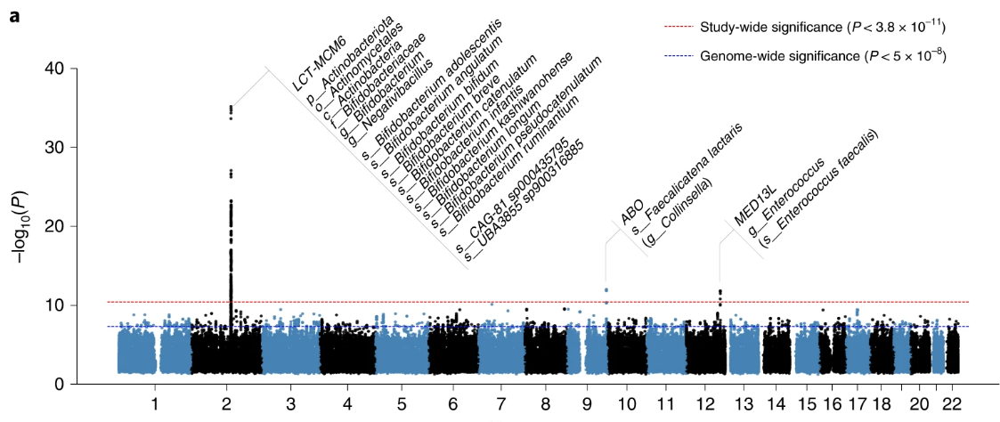 a
Study-wide significance (P < 3.8 × 10⁻¹¹)
Genome-wide significance (P < 5 × 10⁻⁸)
LCT-MCM6
p__Actinobacteriota
o__Actinomycetales
c__Actinobacteria
f__Bifidobacteriaceae
g__Bifidobacterium
g__Negativibacillus
s__Bifidobacterium adolescentis
s__Bifidobacterium angulatum
s__Bifidobacterium bifidum
s__Bifidobacterium breve
s__Bifidobacterium catenulatum
s__Bifidobacterium infantis
s__Bifidobacterium kashiwanohense
s__Bifidobacterium longum
s__Bifidobacterium pseudocatenulatum
s__Bifidobacterium ruminantium
s__CAG-81 sp000435795
s__UBA3855 sp900316885
ABO
s__Faecalicatena lactaris
(g__Collinsella)
MED13L
g__Enterococcus
(s__Enterococcus faecalis)
–log₁₀(P)
40
30
20
10
0
1 2 3 4 5 6 7 8 9 10 11 12 13 14 15 16 17 18 20 22